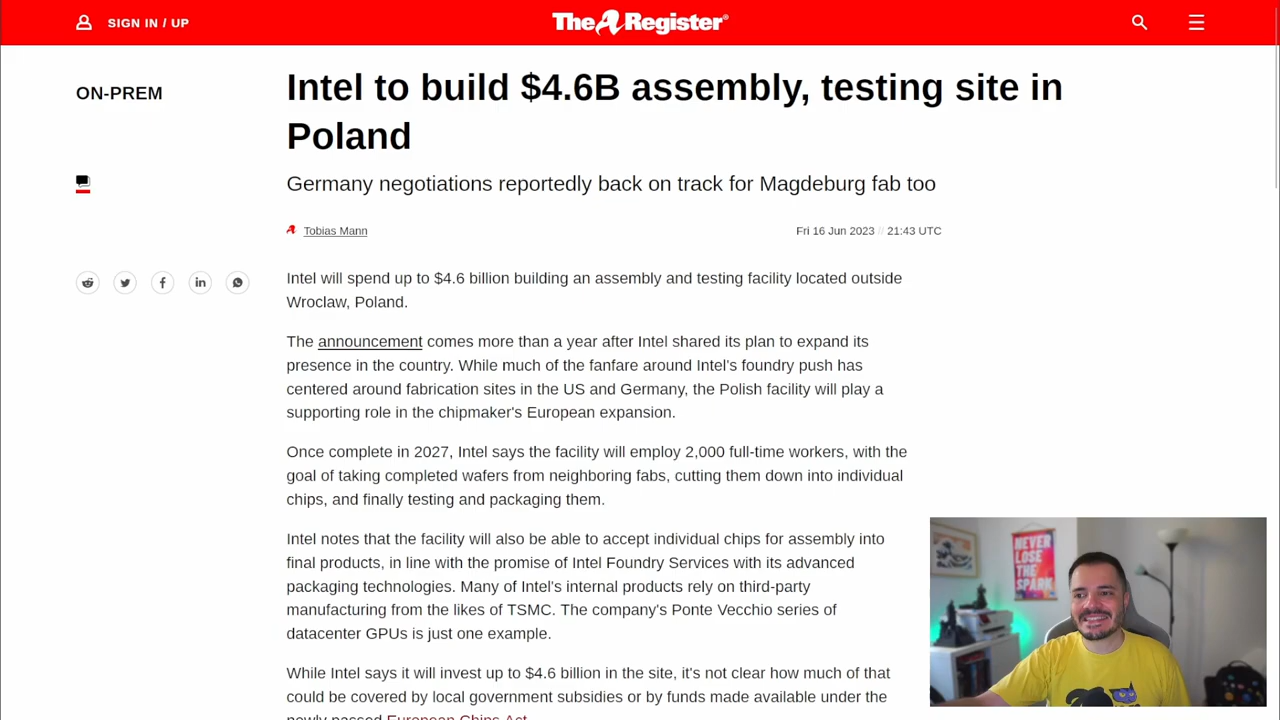 SIGN IN / UP
The Register®
ON-PREM
Intel to build $4.6B assembly, testing site in
Poland
Germany negotiations reportedly back on track for Magdeburg fab too
Tobias Mann
Fri 16 Jun 2023 // 21:43 UTC
Intel will spend up to $4.6 billion building an assembly and testing facility located outside
Wroclaw, Poland.
The announcement comes more than a year after Intel shared its plan to expand its
presence in the country. While much of the fanfare around Intel's foundry push has
centered around fabrication sites in the US and Germany, the Polish facility will play a
supporting role in the chipmaker's European expansion.
Once complete in 2027, Intel says the facility will employ 2,000 full-time workers, with the
goal of taking completed wafers from neighboring fabs, cutting them down into individual
chips, and finally testing and packaging them.
Intel notes that the facility will also be able to accept individual chips for assembly into
final products, in line with the promise of Intel Foundry Services with its advanced
packaging technologies. Many of Intel's internal products rely on third-party
manufacturing from the likes of TSMC. The company's Ponte Vecchio series of
datacenter GPUs is just one example.
While Intel says it will invest up to $4.6 billion in the site, it's not clear how much of that
could be covered by local government subsidies or by funds made available under the
newly passed European Chips Act.
NEVER
LOSE
THE
SPARK